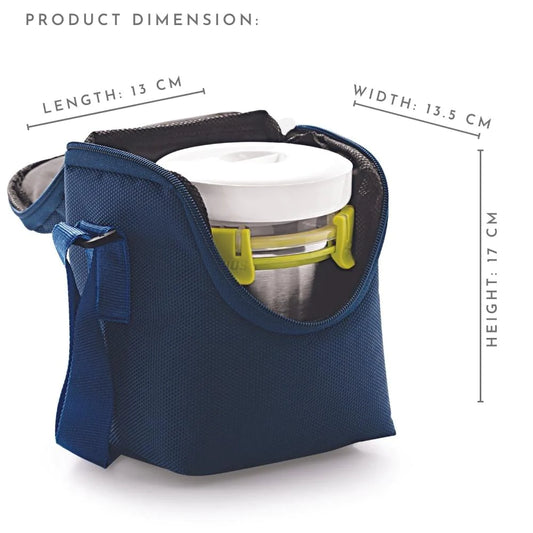 PRODUCT DIMENSION:
LENGTH: 13 CM
WIDTH: 13.5 CM
HEIGHT: 17 CM